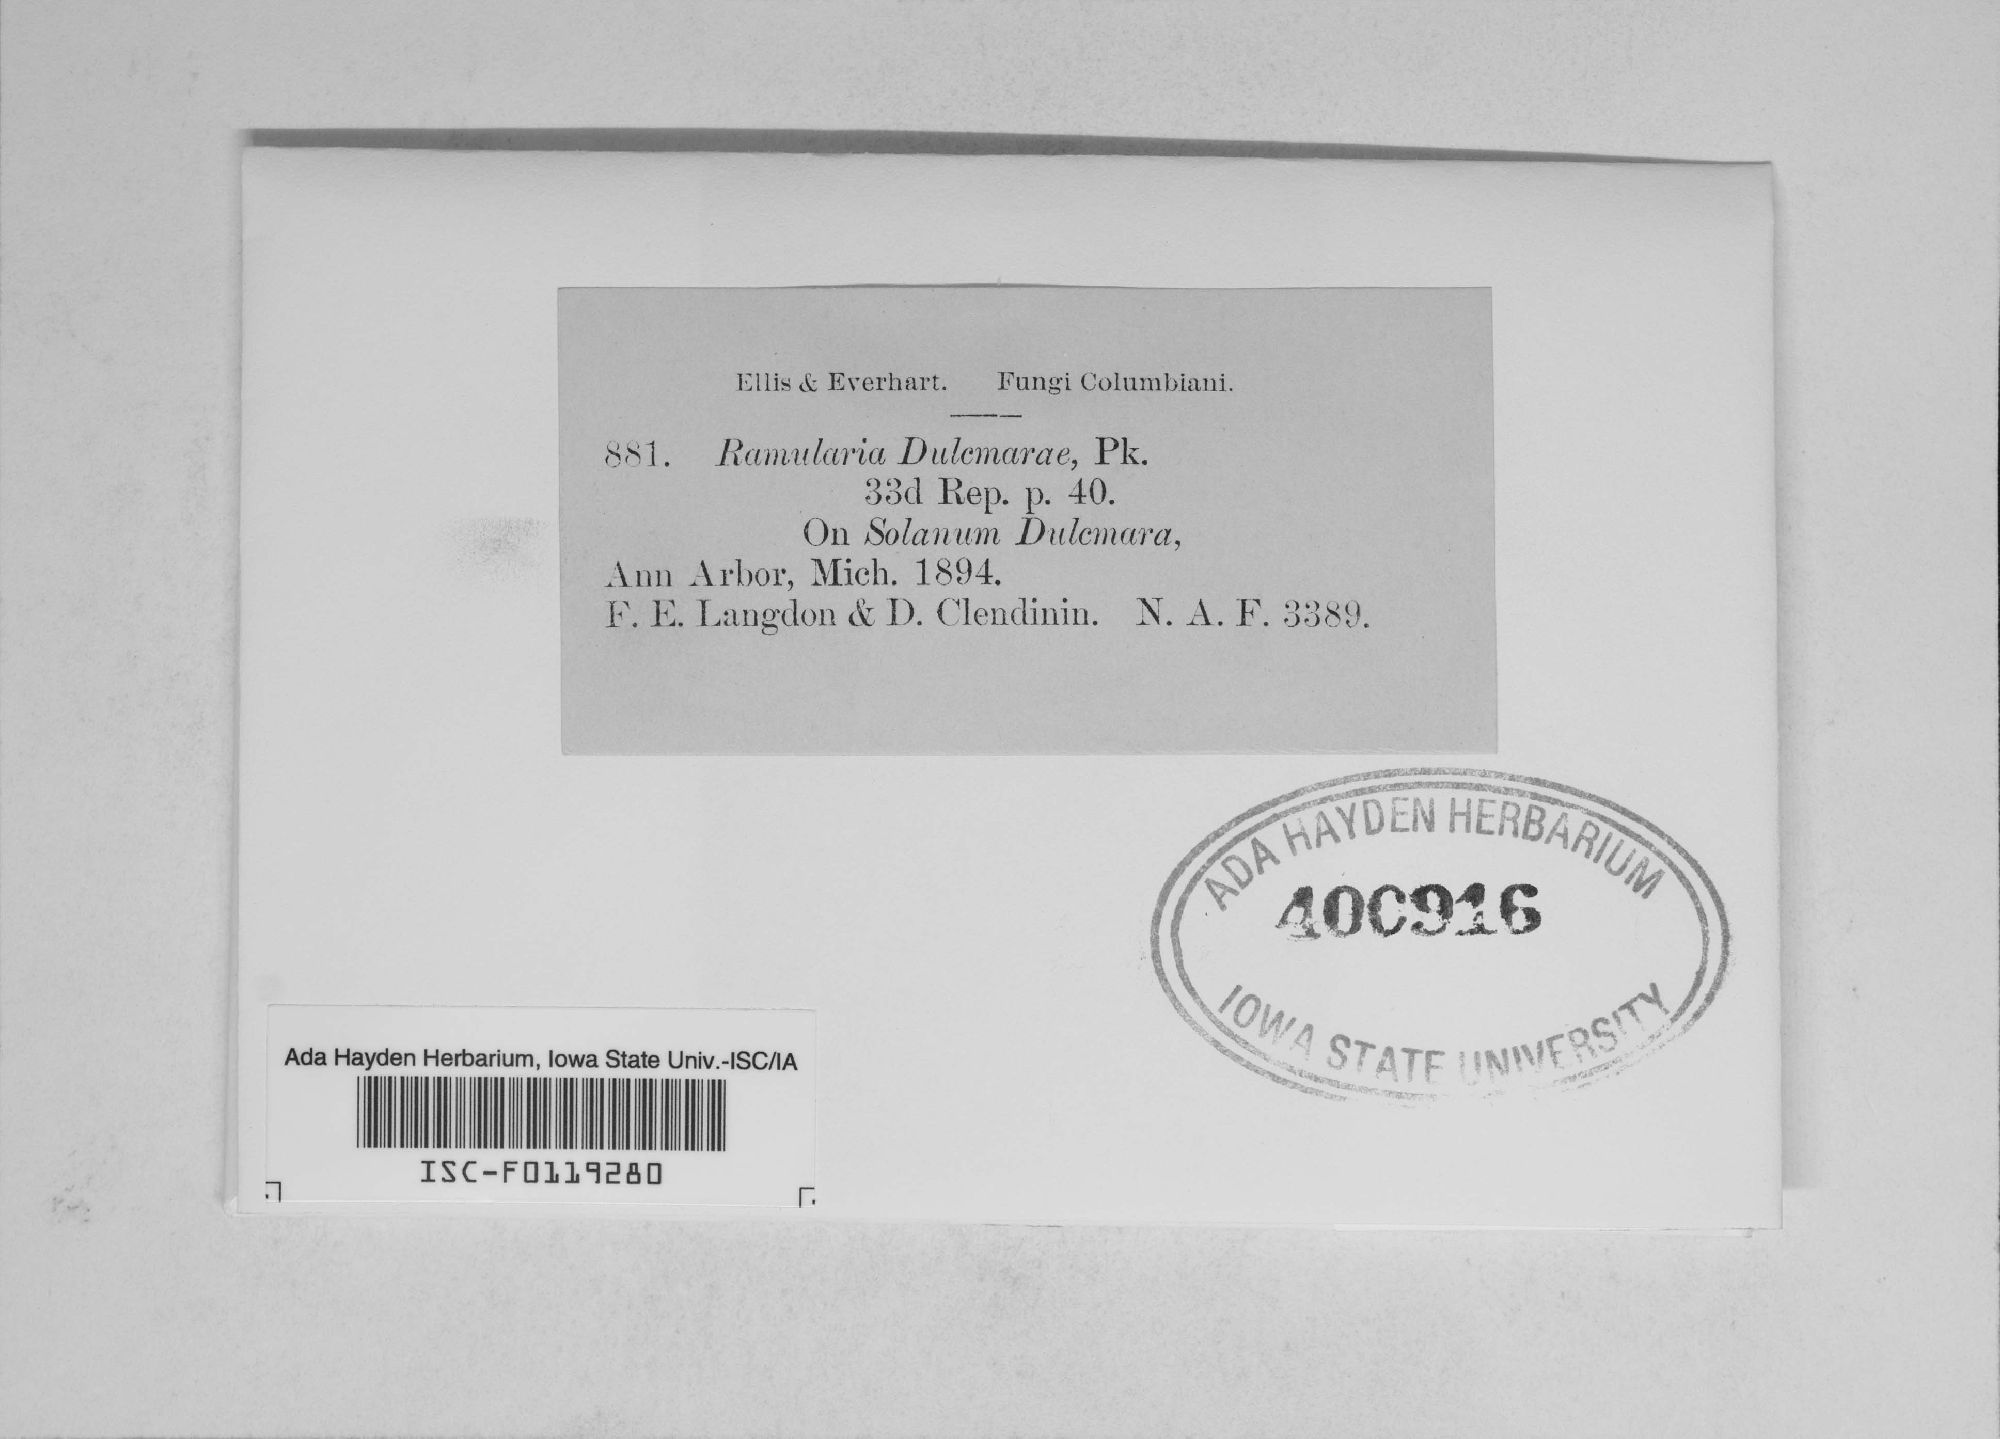 Ellis & Everhart. Fungi Columbiani.
881. Ramularia Dulcmarae, Pk.
33d Rep. p. 40.
On Solanum Dulcmara,
Ann Arbor, Mich. 1894.
F. E. Langdon & D. Clendinin. N. A. F. 3389.
ADA HAYDEN HERBARIUM
400916
IOWA STATE UNIVERSITY
Ada Hayden Herbarium, Iowa State Univ.-ISC/IA
ISC-F0119280